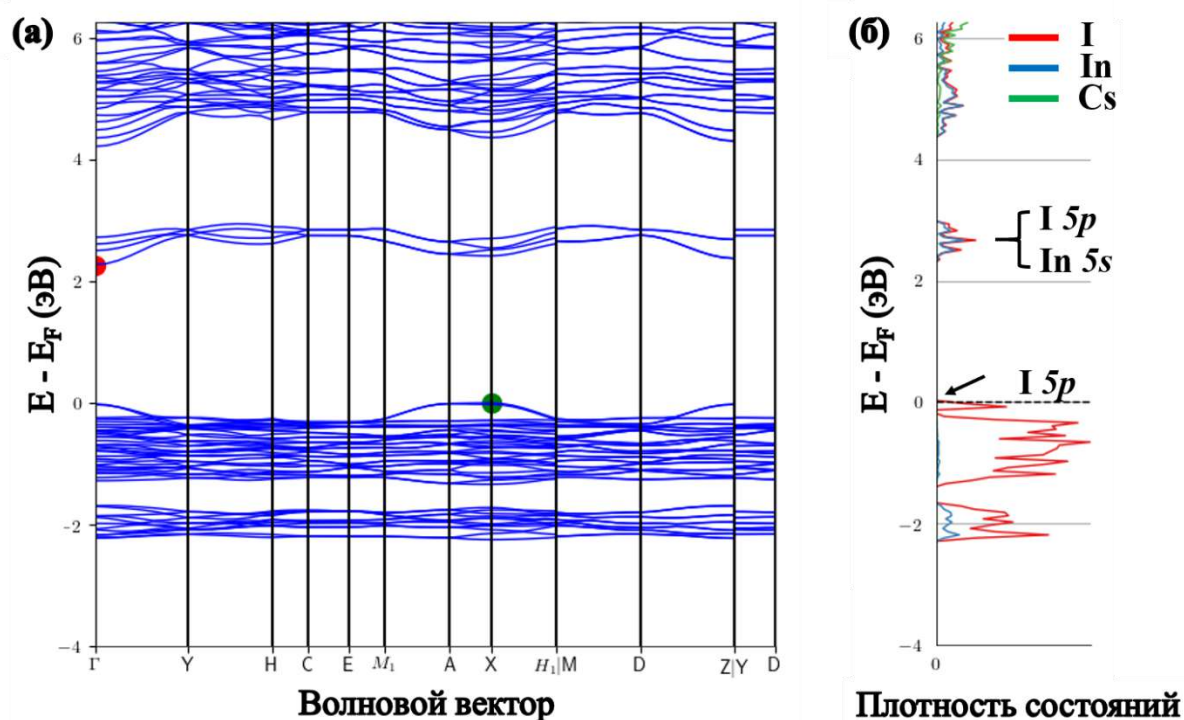 (а)
6
4
2
0
−2
−4
E - E_F (эВ)
Γ Y H C E M₁ A X H₁|M D Z|Y D
Волновой вектор
(б)
I
In
Cs
6
4
I 5p
In 5s
2
I 5p
0
−2
−4
E - E_F (эВ)
0
Плотность состояний